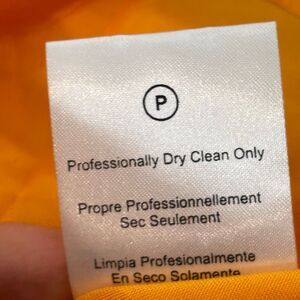 P
Professionally Dry Clean Only
Propre Professionnellement
Sec Seulement
Limpia Profesionalmente
En Seco Solamente